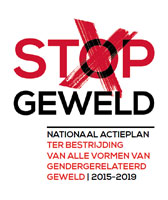 STOP
GEWELD
NATIONAAL ACTIEPLAN
TER BESTRIJDING
VAN ALLE VORMEN VAN
GENDERGERELATEERD
GEWELD | 2015-2019